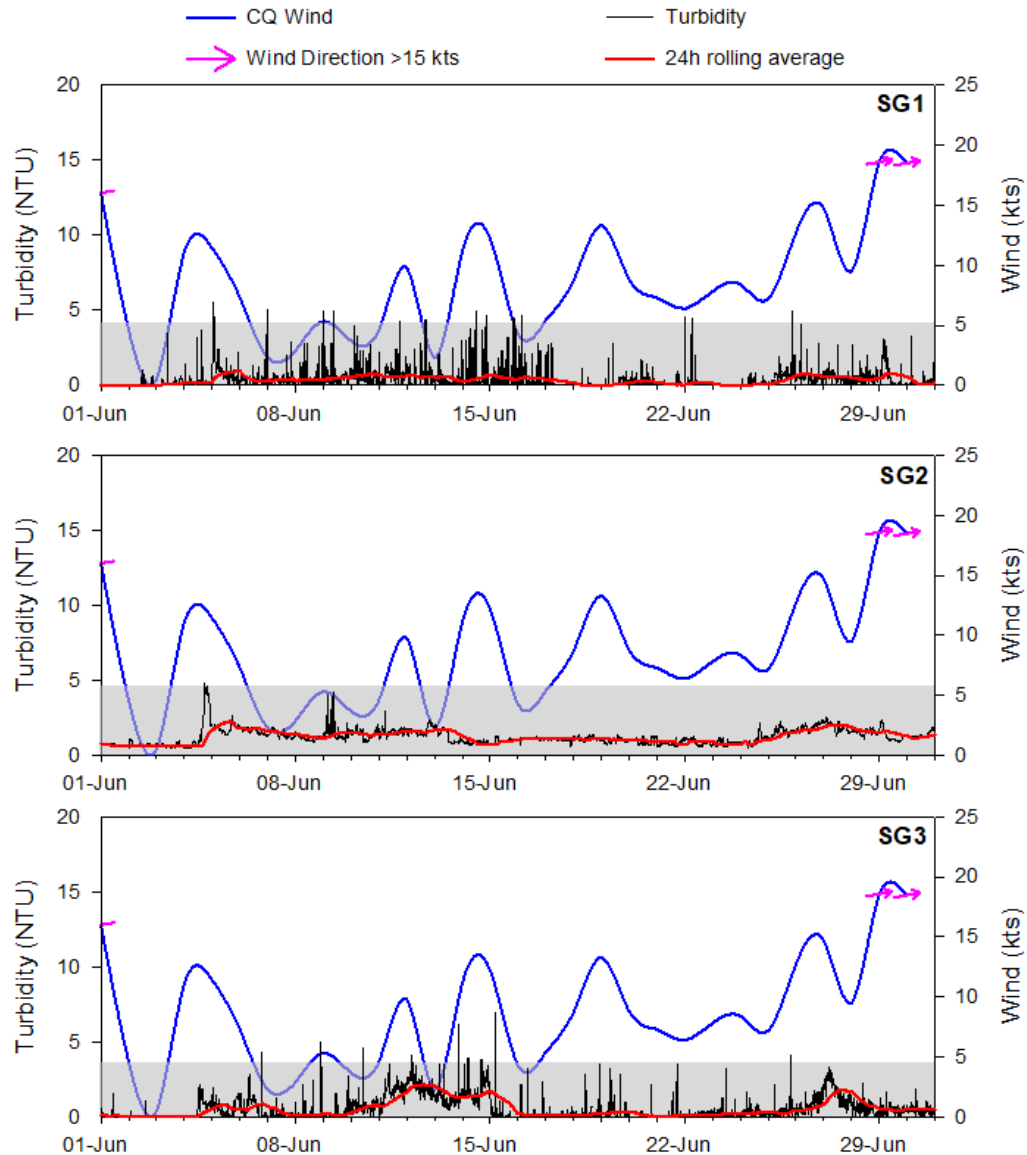 CQ Wind Turbidity
Wind Direction >15 kts 24h rolling average
SG1
Turbidity (NTU)
Wind (kts)
20 25
20
15
15
10
10
5
5
0 0
01-Jun 08-Jun 15-Jun 22-Jun 29-Jun
SG2
Turbidity (NTU)
Wind (kts)
20 25
20
15
15
10
10
5
5
0 0
01-Jun 08-Jun 15-Jun 22-Jun 29-Jun
SG3
Turbidity (NTU)
Wind (kts)
20 25
20
15
15
10
10
5
5
0 0
01-Jun 08-Jun 15-Jun 22-Jun 29-Jun